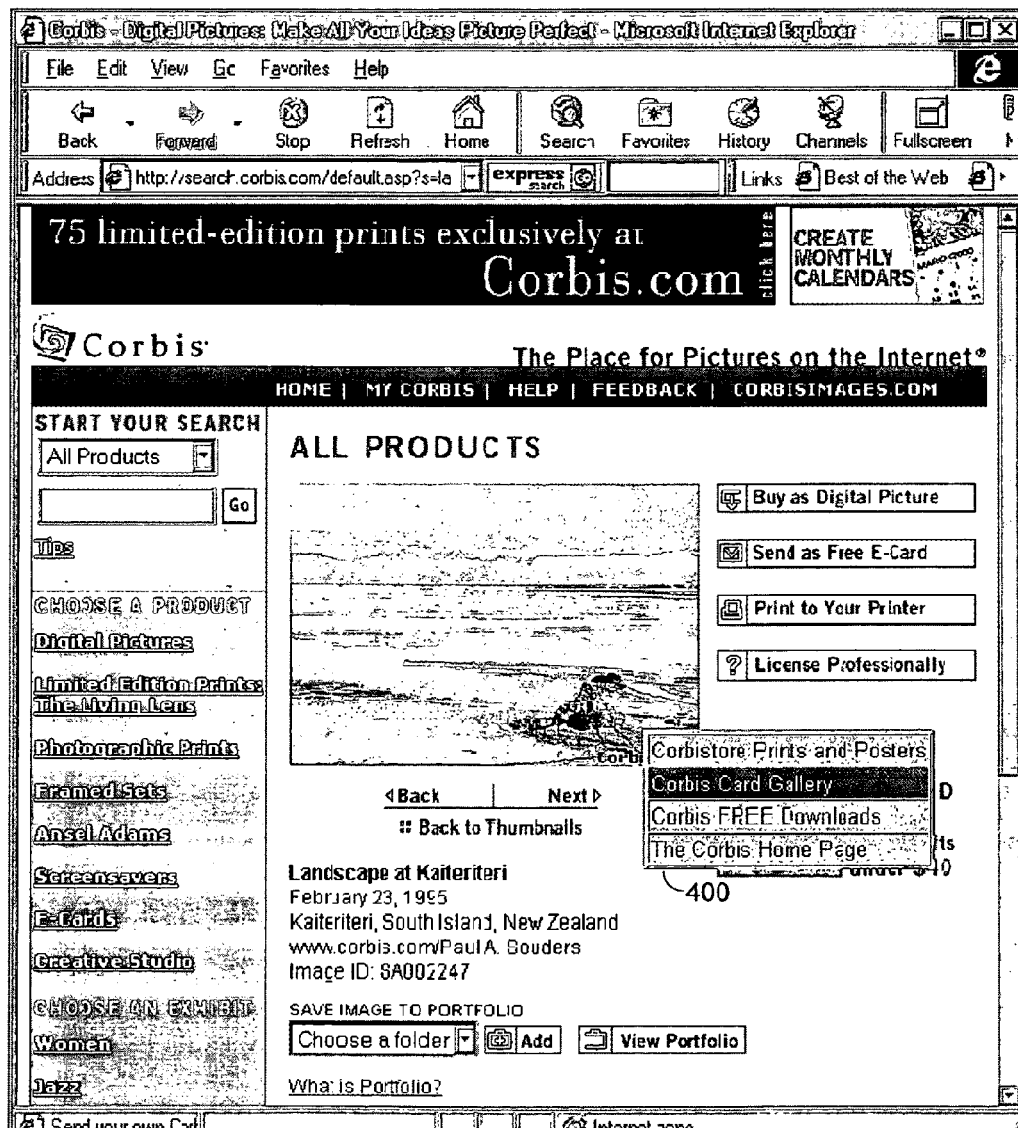 Corbis - Digital Pictures: Make All Your Ideas Picture Perfect - Microsoft Internet Explorer
File Edit View Go Favorites Help
Back Forward Stop Refresh Home Search Favorites History Channels Fullscreen
Address http://search.corbis.com/default.asp?s=la express search Links Best of the Web
75 limited-edition prints exclusively at
Corbis.com
click here
CREATE
MONTHLY
CALENDARS
Corbis
The Place for Pictures on the Internet®
HOME | MY CORBIS | HELP | FEEDBACK | CORBISIMAGES.COM
START YOUR SEARCH
All Products
Go
Tips
CHOOSE A PRODUCT
Digital Pictures
Limited Edition Prints:
The Living Lens
Photographic Prints
Framed Sets
Ansel Adams
Screensavers
E-Cards
Creative Studio
CHOOSE AN EXHIBIT
Women
Jazz
ALL PRODUCTS
Buy as Digital Picture
Send as Free E-Card
Print to Your Printer
License Professionally
Corbistore Prints and Posters
Corbis Card Gallery
Corbis FREE Downloads
The Corbis Home Page
400
Back | Next
Back to Thumbnails
Landscape at Kaiteriteri
February 23, 1995
Kaiteriteri, South Island, New Zealand
www.corbis.com/Paul A. Souders
Image ID: SA002247
SAVE IMAGE TO PORTFOLIO
Choose a folder Add View Portfolio
What is Portfolio?
Send your own Card Internet zone